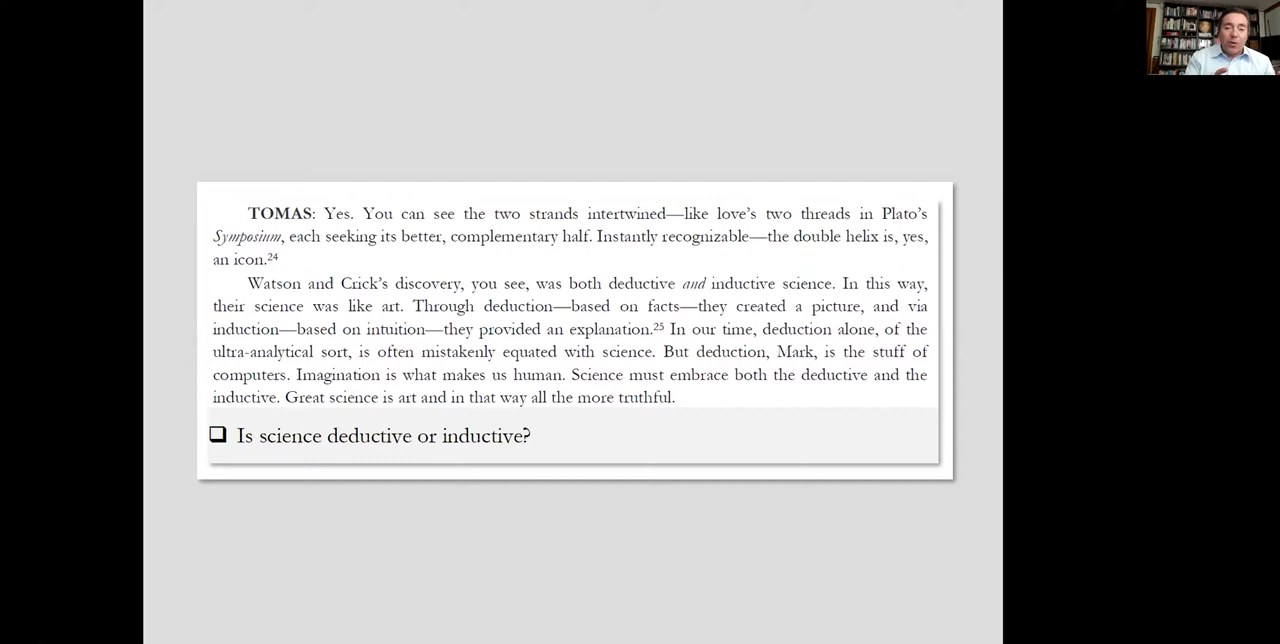 TOMAS: Yes. You can see the two strands intertwined—like love’s two threads in Plato’s
Symposium, each seeking its better, complementary half. Instantly recognizable—the double helix is, yes,
an icon.24
Watson and Crick’s discovery, you see, was both deductive and inductive science. In this way,
their science was like art. Through deduction—based on facts—they created a picture, and via
induction—based on intuition—they provided an explanation.25 In our time, deduction alone, of the
ultra-analytical sort, is often mistakenly equated with science. But deduction, Mark, is the stuff of
computers. Imagination is what makes us human. Science must embrace both the deductive and the
inductive. Great science is art and in that way all the more truthful.
❑ Is science deductive or inductive?